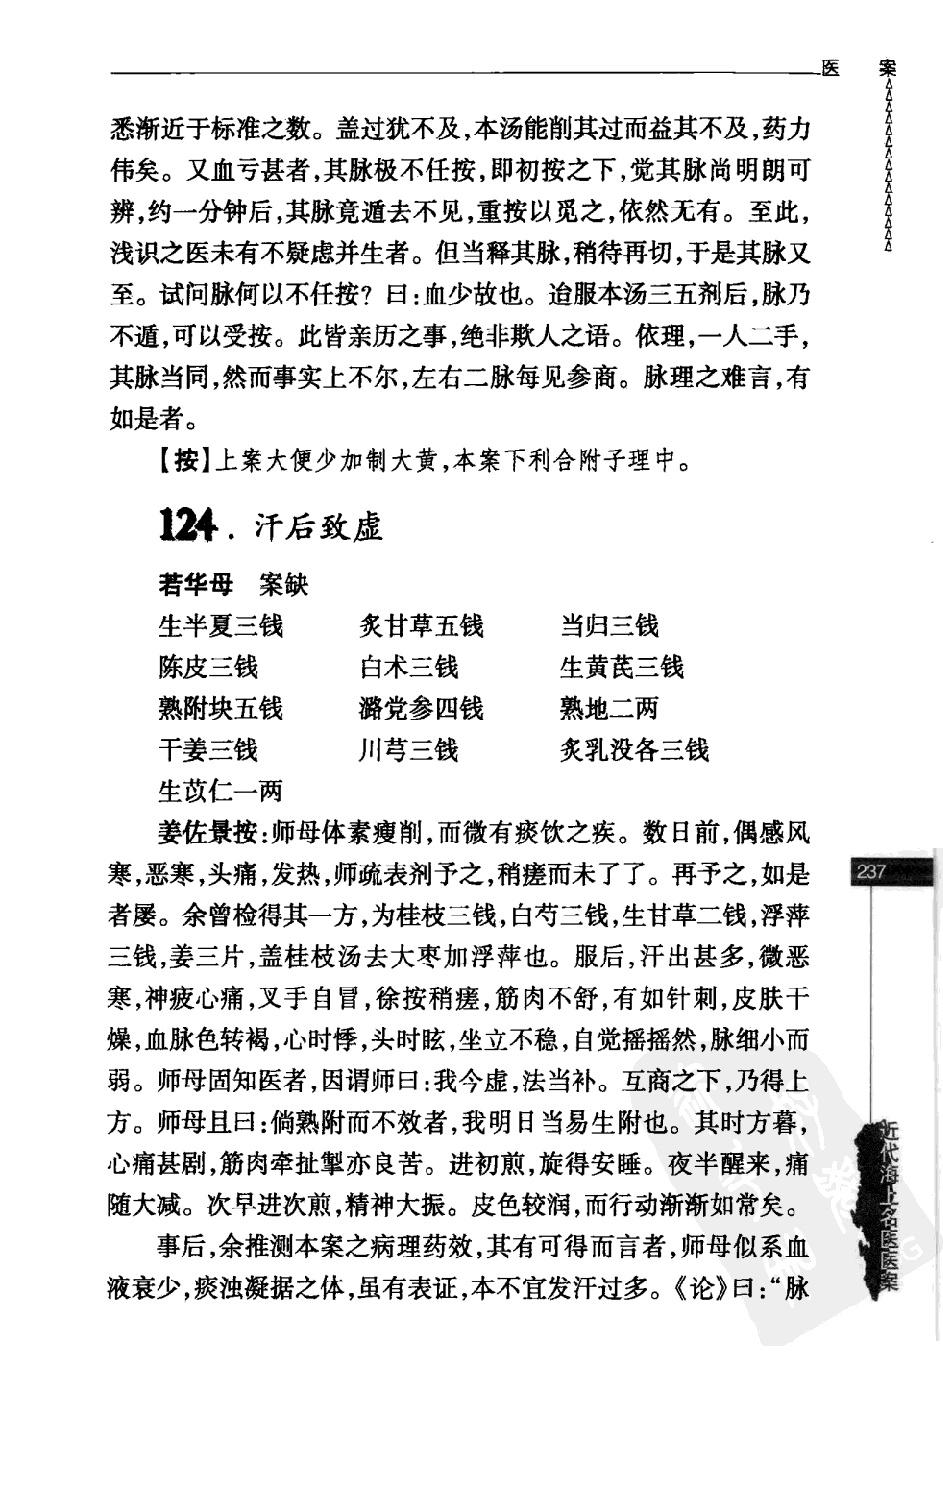 医 案
悉渐近于标准之数。盖过犹不及,本汤能削其过而益其不及,药力
伟矣。又血亏甚者,其脉极不任按,即初按之下,觉其脉尚明朗可
辨,约一分钟后,其脉竟遁去不见,重按以觅之,依然无有。至此,
浅识之医未有不疑虑并生者。但当释其脉,稍待再切,于是其脉又
至。试问脉何以不任按?曰:血少故也。迨服本汤三五剂后,脉乃
不遁,可以受按。此皆亲历之事,绝非欺人之语。依理,一人二手,
其脉当同,然而事实上不尔,左右二脉每见参商。脉理之难言,有
如是者。
【按】上案大便少加制大黄,本案下利合附子理中。
124. 汗后致虚
若华母 案缺
生半夏三钱 炙甘草五钱 当归三钱
陈皮三钱 白术三钱 生黄芪三钱
熟附块五钱 潞党参四钱 熟地二两
干姜三钱 川芎三钱 炙乳没各三钱
生苡仁一两
姜佐景按:师母体素瘦削,而微有痰饮之疾。数日前,偶感风
寒,恶寒,头痛,发热,师疏表剂予之,稍瘥而未了了。再予之,如是
者屡。余曾检得其一方,为桂枝三钱,白芍三钱,生甘草二钱,浮萍
三钱,姜三片,盖桂枝汤去大枣加浮萍也。服后,汗出甚多,微恶
寒,神疲心痛,叉手自冒,徐按稍瘥,筋肉不舒,有如针刺,皮肤干
燥,血脉色转褐,心时悸,头时眩,坐立不稳,自觉摇摇然,脉细小而
弱。师母固知医者,因谓师曰:我今虚,法当补。互商之下,乃得上
方。师母且曰:倘熟附而不效者,我明日当易生附也。其时方暮,
心痛甚剧,筋肉牵扯掣亦良苦。进初煎,旋得安睡。夜半醒来,痛
随大减。次早进次煎,精神大振。皮色较润,而行动渐渐如常矣。
事后,余推测本案之病理药效,其有可得而言者,师母似系血
液衰少,痰浊凝据之体,虽有表证,本不宜发汗过多。《论》曰:“脉
237
近代海上名医医案